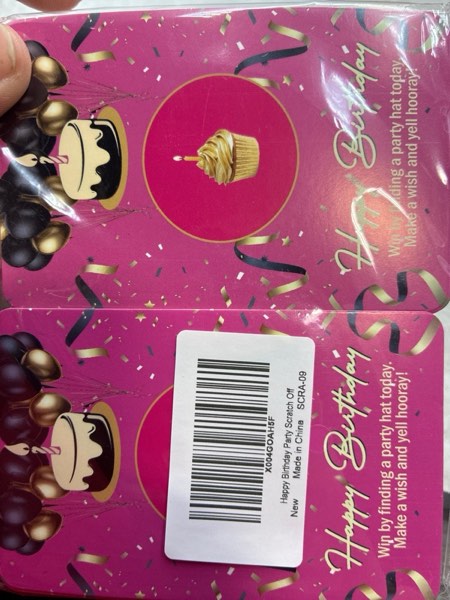 Happy Birthday
Win by finding a party hat today,
Make a wish and yell hooray!
Happy Birthday
Win by finding a party hat today,
Make a wish and yell hooray!
X004GOAH5F
Happy Birthday Party Scratch Off
New Made in China SCRA-09